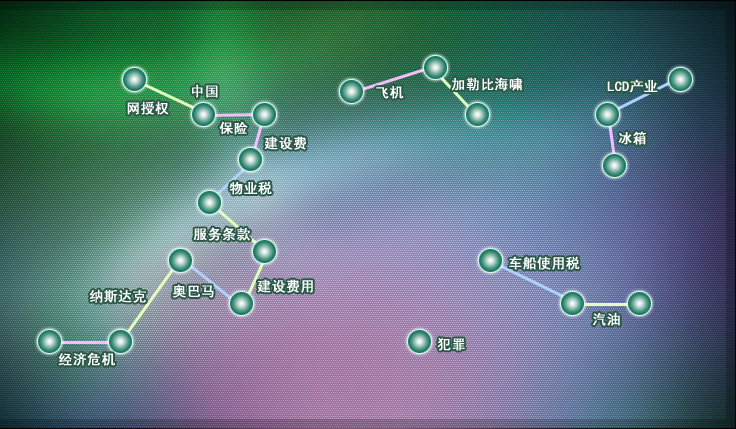 加勒比海啸
LCD产业
中国
飞机
网授权
保险
冰箱
建设费
物业税
服务条款
车船使用税
建设费用
奥巴马
纳斯达克
汽油
犯罪
经济危机